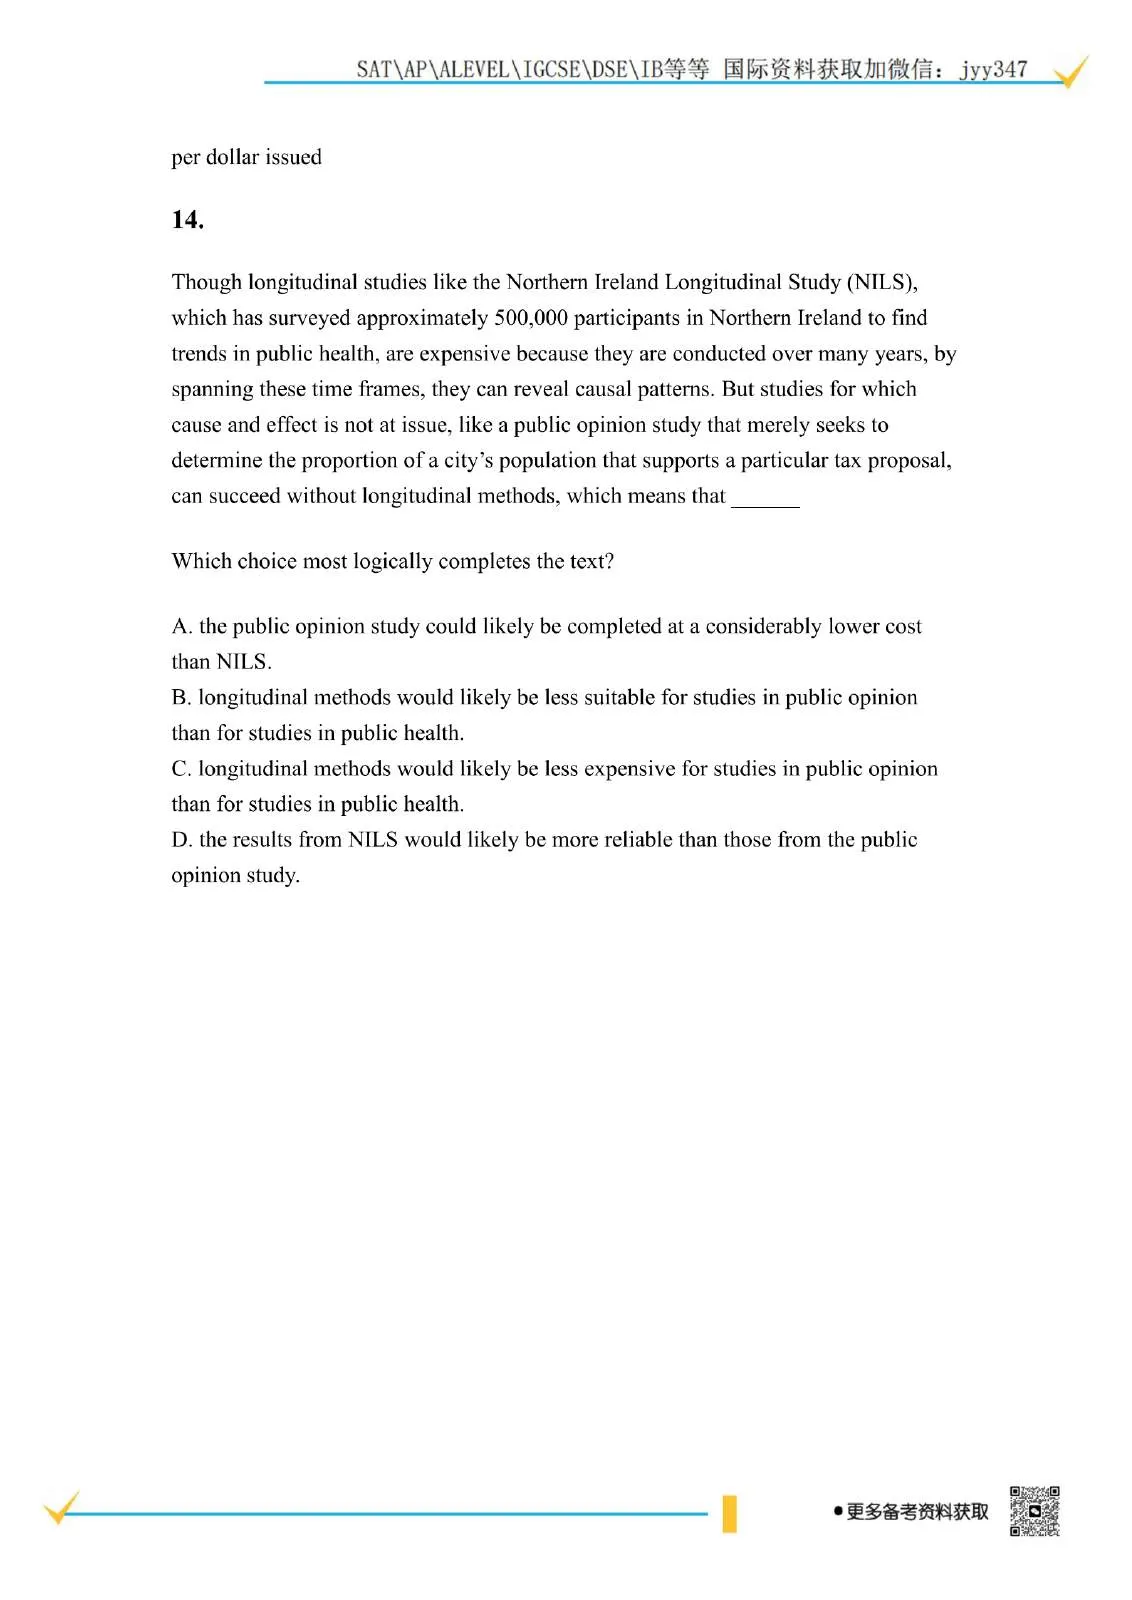 SAT\AP\ALEVEL\IGCSE\DSE\IB等等 国际资料获取加微信：jyy347
per dollar issued
14.
Though longitudinal studies like the Northern Ireland Longitudinal Study (NILS),
which has surveyed approximately 500,000 participants in Northern Ireland to find
trends in public health, are expensive because they are conducted over many years, by
spanning these time frames, they can reveal causal patterns. But studies for which
cause and effect is not at issue, like a public opinion study that merely seeks to
determine the proportion of a city’s population that supports a particular tax proposal,
can succeed without longitudinal methods, which means that ______
Which choice most logically completes the text?
A. the public opinion study could likely be completed at a considerably lower cost
than NILS.
B. longitudinal methods would likely be less suitable for studies in public opinion
than for studies in public health.
C. longitudinal methods would likely be less expensive for studies in public opinion
than for studies in public health.
D. the results from NILS would likely be more reliable than those from the public
opinion study.
•更多备考资料获取